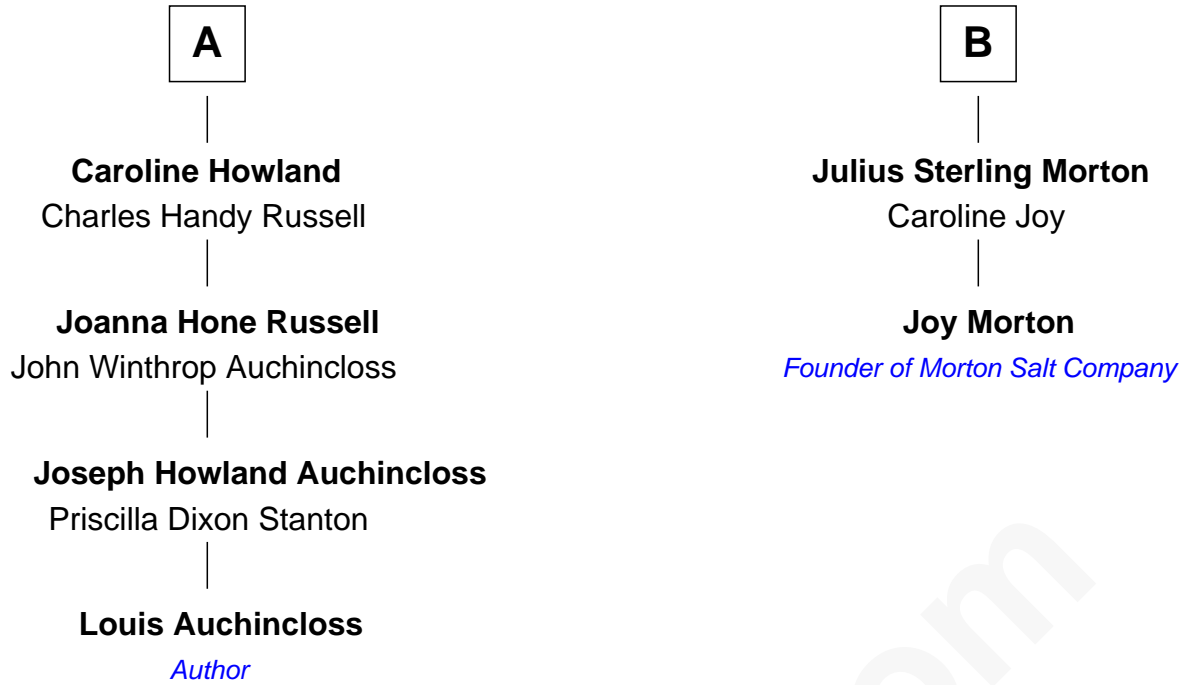 A
Caroline Howland
Charles Handy Russell
Joanna Hone Russell
John Winthrop Auchincloss
Joseph Howland Auchincloss
Priscilla Dixon Stanton
Louis Auchincloss
Author
B
Julius Sterling Morton
Caroline Joy
Joy Morton
Founder of Morton Salt Company
om